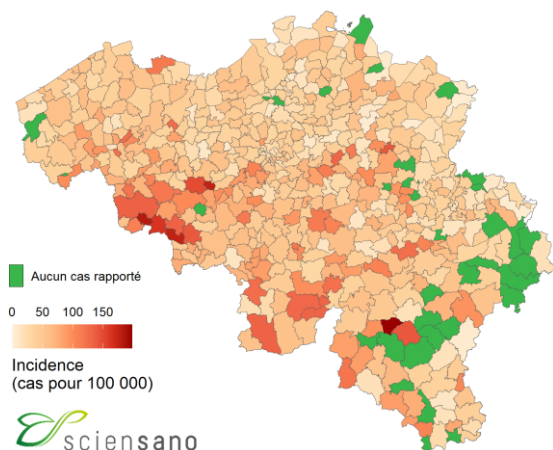 Aucun cas rapporté
0 50 100 150
Incidence
(cas pour 100 000)
sciensano